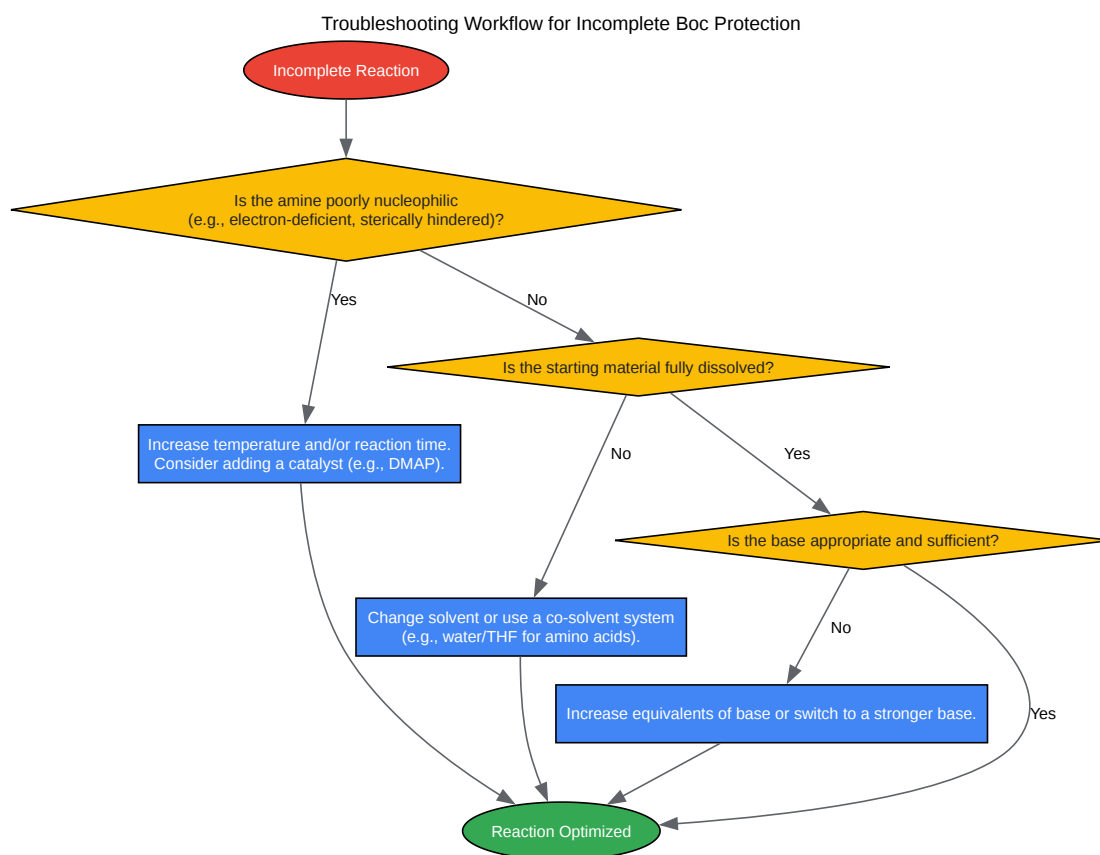 Troubleshooting Workflow for Incomplete Boc Protection
Incomplete Reaction
Is the amine poorly nucleophilic
(e.g., electron-deficient, sterically hindered)?
Yes
No
Is the starting material fully dissolved?
Increase temperature and/or reaction time.
Consider adding a catalyst (e.g., DMAP).
No
Yes
Is the base appropriate and sufficient?
Change solvent or use a co-solvent system
(e.g., water/THF for amino acids).
No
Increase equivalents of base or switch to a stronger base.
Yes
Reaction Optimized